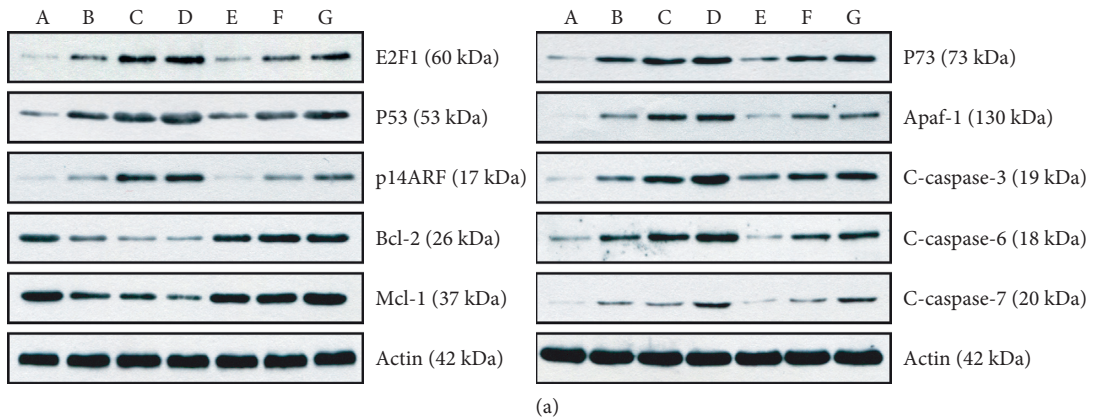 A B C D E F G
E2F1 (60 kDa)
P53 (53 kDa)
p14ARF (17 kDa)
Bcl-2 (26 kDa)
Mcl-1 (37 kDa)
Actin (42 kDa)
A B C D E F G
P73 (73 kDa)
Apaf-1 (130 kDa)
C-caspase-3 (19 kDa)
C-caspase-6 (18 kDa)
C-caspase-7 (20 kDa)
Actin (42 kDa)
(a)